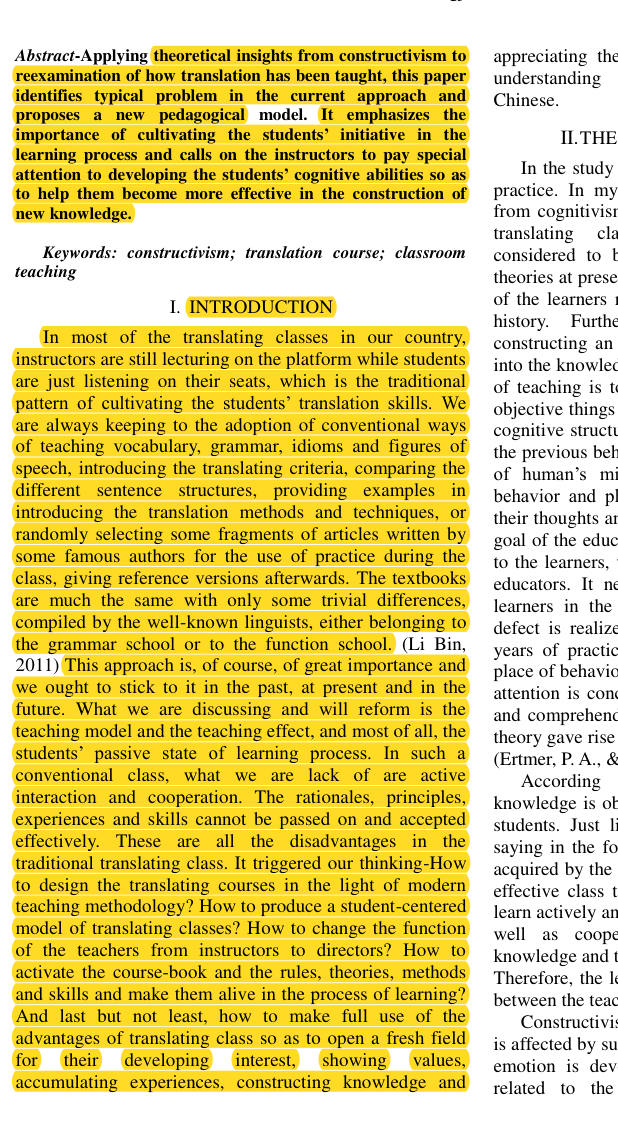 Abstract-Applying theoretical insights from constructivism to
reexamination of how translation has been taught, this paper
identifies typical problem in the current approach and
proposes a new pedagogical model. It emphasizes the
importance of cultivating the students' initiative in the
learning process and calls on the instructors to pay special
attention to developing the students' cognitive abilities so as
to help them become more effective in the construction of
new knowledge.
Keywords: constructivism; translation course; classroom
teaching
I. INTRODUCTION
In most of the translating classes in our country,
instructors are still lecturing on the platform while students
are just listening on their seats, which is the traditional
pattern of cultivating the students' translation skills. We
are always keeping to the adoption of conventional ways
of teaching vocabulary, grammar, idioms and figures of
speech, introducing the translating criteria, comparing the
different sentence structures, providing examples in
introducing the translation methods and techniques, or
randomly selecting some fragments of articles written by
some famous authors for the use of practice during the
class, giving reference versions afterwards. The textbooks
are much the same with only some trivial differences,
compiled by the well-known linguists, either belonging to
the grammar school or to the function school. (Li Bin,
2011) This approach is, of course, of great importance and
we ought to stick to it in the past, at present and in the
future. What we are discussing and will reform is the
teaching model and the teaching effect, and most of all, the
students' passive state of learning process. In such a
conventional class, what we are lack of are active
interaction and cooperation. The rationales, principles,
experiences and skills cannot be passed on and accepted
effectively. These are all the disadvantages in the
traditional translating class. It triggered our thinking-How
to design the translating courses in the light of modern
teaching methodology? How to produce a student-centered
model of translating classes? How to change the function
of the teachers from instructors to directors? How to
activate the course-book and the rules, theories, methods
and skills and make them alive in the process of learning?
And last but not least, how to make full use of the
advantages of translating class so as to open a fresh field
for their developing interest, showing values,
accumulating experiences, constructing knowledge and
appreciating the
understanding
Chinese.
II. THE
In the study
practice. In my
from cognitivism
translating cla
considered to b
theories at prese
of the learners r
history. Furthe
constructing an
into the knowled
of teaching is to
objective things
cognitive structu
the previous beh
of human's mi
behavior and pl
their thoughts an
goal of the educa
to the learners,
educators. It ne
learners in the
defect is realize
years of practic
place of behavio
attention is conc
and comprehend
theory gave rise
(Ertmer, P. A., &
According
knowledge is ob
students. Just li
saying in the fo
acquired by the
effective class t
learn actively an
well as coope
knowledge and t
Therefore, the le
between the teac
Constructivis
is affected by su
emotion is dev
related to the